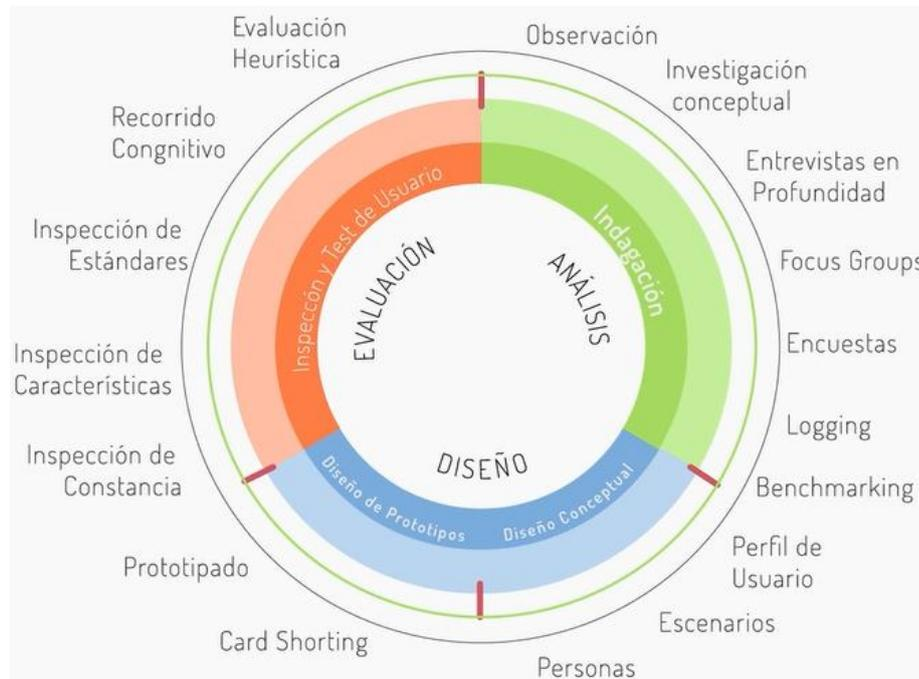 Observación
Investigación
conceptual
Entrevistas en
Profundidad
Focus Groups
Encuestas
Logging
Benchmarking
Perfil de
Usuario
Escenarios
Personas
Card Shorting
Prototipado
Inspección de
Constancia
Inspección de
Características
Inspección de
Estándares
Recorrido
Congnitivo
Evaluación
Heurística
Indagación
Diseño Conceptual
Diseño de Prototipos
Inspeccón y Test de Usuario
ANÁLISIS
DISEÑO
EVALUACIÓN